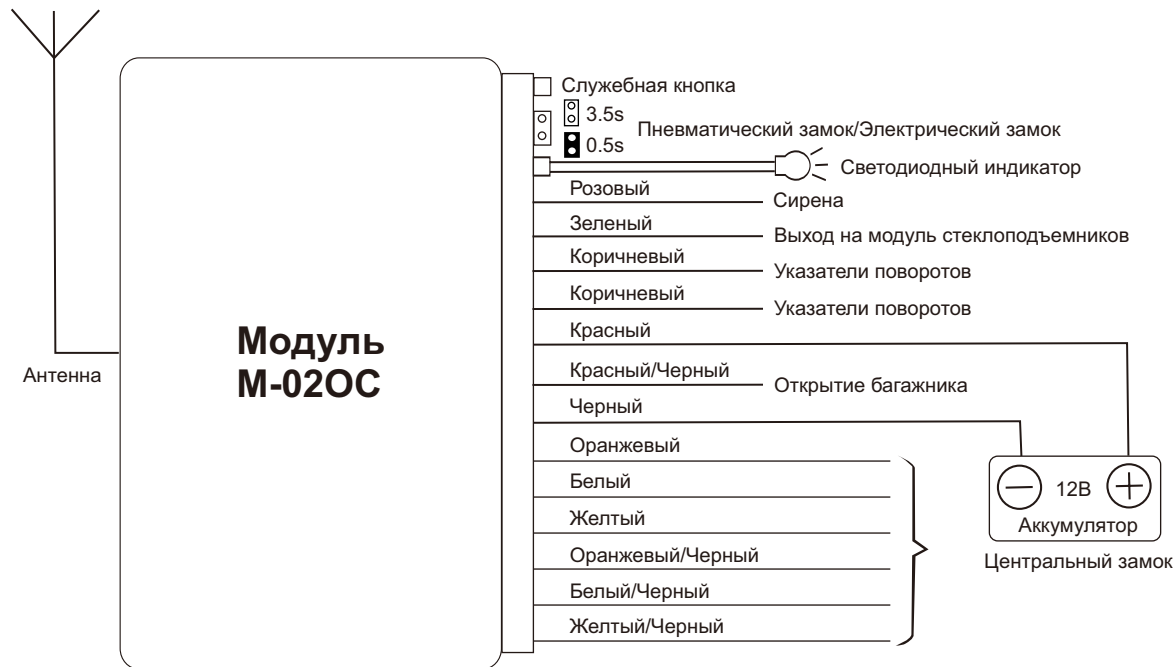 Служебная кнопка
3.5s
0.5s
Пневматический замок/Электрический замок
Светодиодный индикатор
Розовый
Сирена
Зеленый
Выход на модуль стеклоподъемников
Коричневый
Указатели поворотов
Коричневый
Указатели поворотов
Красный
Модуль
М-02ОС
Антенна
Красный/Черный
Открытие багажника
Черный
Оранжевый
Белый
12В
Желтый
Аккумулятор
Оранжевый/Черный
Центральный замок
Белый/Черный
Желтый/Черный